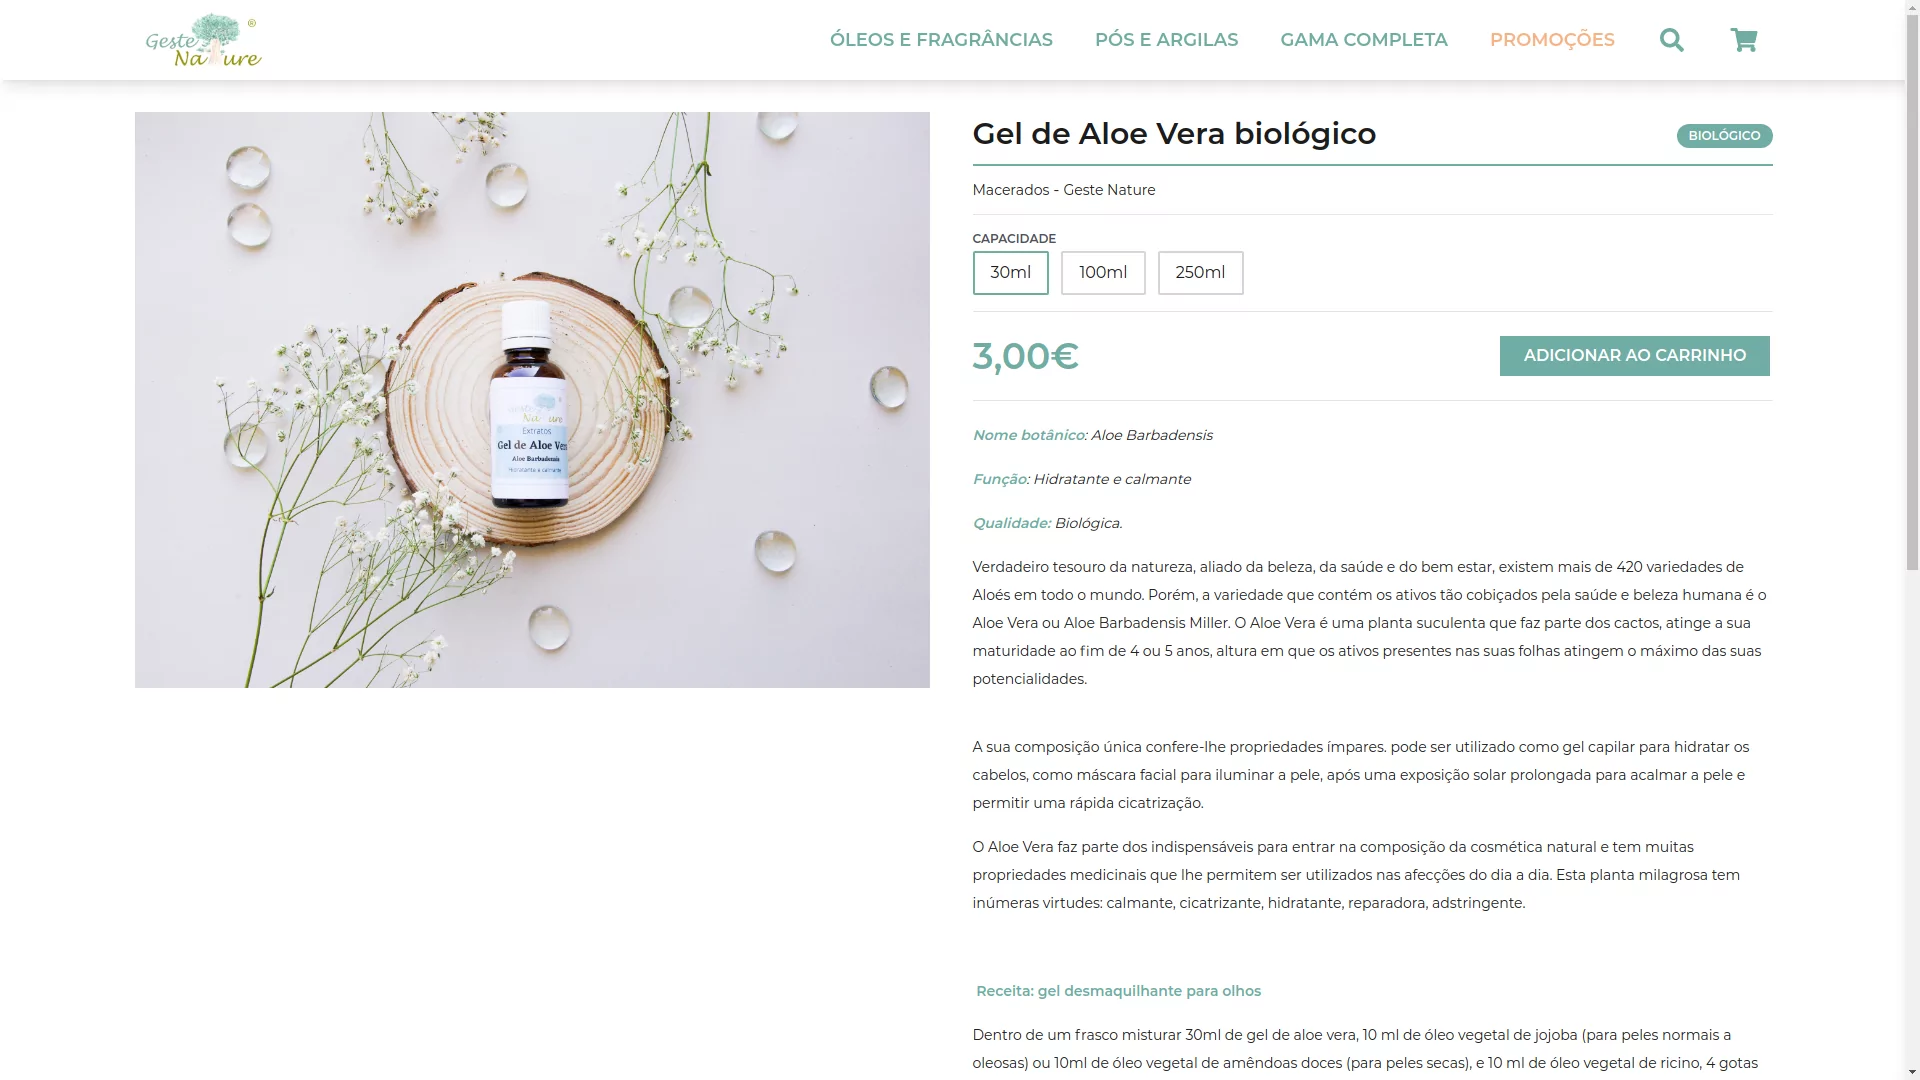 Geste
Nature
®
ÓLEOS E FRAGRÂNCIAS
PÓS E ARGILAS
GAMA COMPLETA
PROMOÇÕES
Geste
Nature
Extratos
Gel de Aloe Vera
Aloe Barbadensis
Hidratante e calmante
Gel de Aloe Vera biológico
BIOLÓGICO
Macerados - Geste Nature
CAPACIDADE
30ml
100ml
250ml
3,00€
ADICIONAR AO CARRINHO
Nome botânico: Aloe Barbadensis
Função: Hidratante e calmante
Qualidade: Biológica.
Verdadeiro tesouro da natureza, aliado da beleza, da saúde e do bem estar, existem mais de 420 variedades de
Aloés em todo o mundo. Porém, a variedade que contém os ativos tão cobiçados pela saúde e beleza humana é o
Aloe Vera ou Aloe Barbadensis Miller. O Aloe Vera é uma planta suculenta que faz parte dos cactos, atinge a sua
maturidade ao fim de 4 ou 5 anos, altura em que os ativos presentes nas suas folhas atingem o máximo das suas
potencialidades.
A sua composição única confere-lhe propriedades ímpares. pode ser utilizado como gel capilar para hidratar os
cabelos, como máscara facial para iluminar a pele, após uma exposição solar prolongada para acalmar a pele e
permitir uma rápida cicatrização.
O Aloe Vera faz parte dos indispensáveis para entrar na composição da cosmética natural e tem muitas
propriedades medicinais que lhe permitem ser utilizados nas afecções do dia a dia. Esta planta milagrosa tem
inúmeras virtudes: calmante, cicatrizante, hidratante, reparadora, adstringente.
Receita: gel desmaquilhante para olhos
Dentro de um frasco misturar 30ml de gel de aloe vera, 10 ml de óleo vegetal de jojoba (para peles normais a
oleosas) ou 10ml de óleo vegetal de amêndoas doces (para peles secas), e 10 ml de óleo vegetal de ricino, 4 gotas